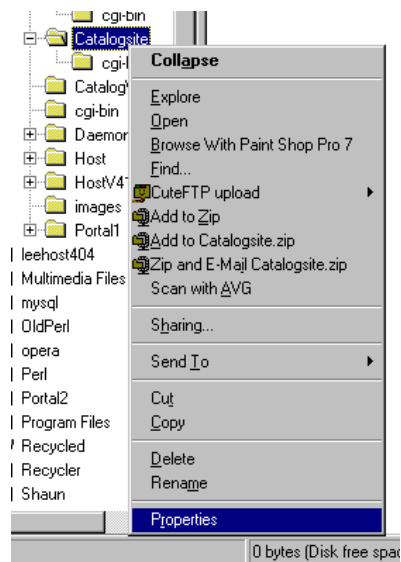 cgi-bin
Catalogsite
Collapse
Catalog
Explore
cgi-bin
Open
Browse With Paint Shop Pro 7
Host
Find...
HostV4
CuteFTP upload
images
Add to Zip
Portal1
Add to Catalogsite.zip
leehost404
Zip and E-Mail Catalogsite.zip
Multimedia Files
Scan with AVG
mysql
OldPerl
Sharing...
opera
Perl
Send To
Portal2
Program Files
Cut
Recycled
Copy
Recycler
Delete
Shaun
Rename
Properties
0 bytes (Disk free